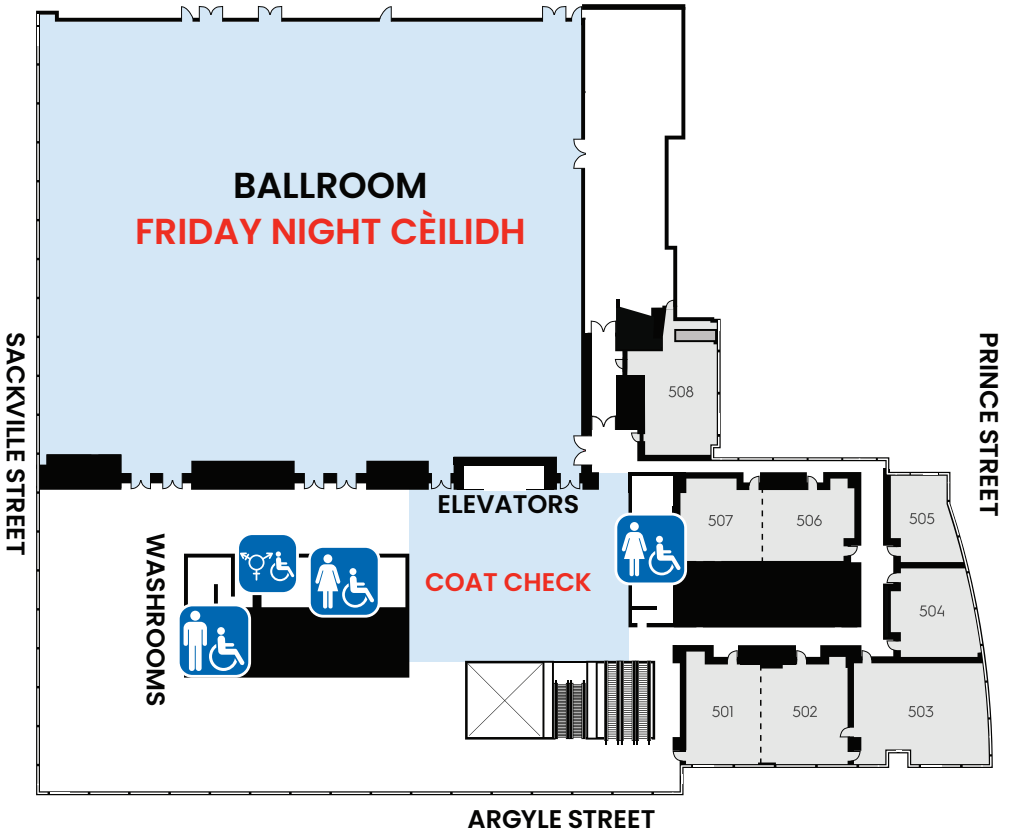 BALLROOM
FRIDAY NIGHT CÈILIDH
SACKVILLE STREET
PRINCE STREET
508
ELEVATORS
507
506
505
WASHROOMS
COAT CHECK
504
501
502
503
ARGYLE STREET